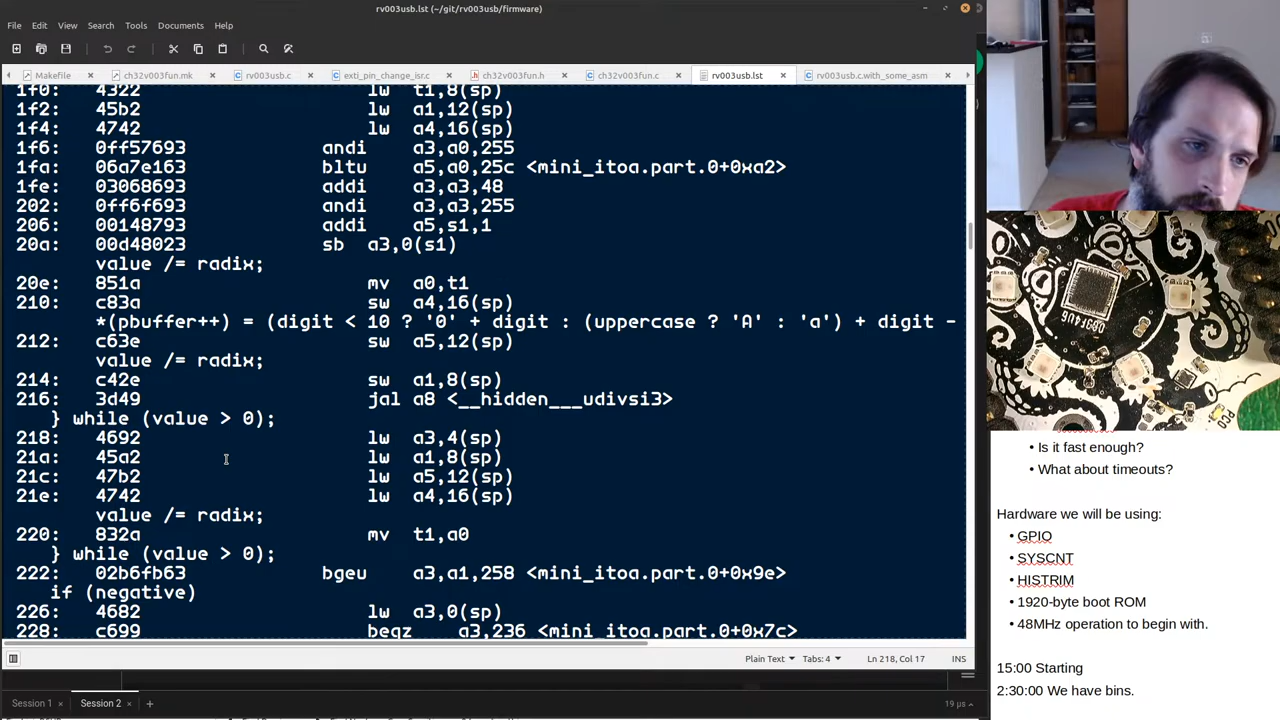 rv003usb.lst (~/git/rv003usb/firmware)
File Edit View Search Tools Documents Help
Makefile ch32v003fun.mk rv003usb.c exti_pin_change_isr.c ch32v003fun.h ch32v003fun.c rv003usb.lst rv003usb.c.with_some_asm
1f0: 4322 lw t1,8(sp)
1f2: 45b2 lw a1,12(sp)
1f4: 4742 lw a4,16(sp)
1f6: 0ff57693 andi a3,a0,255
1fa: 06a7e163 bltu a5,a0,25c <mini_itoa.part.0+0xa2>
1fe: 03068693 addi a3,a3,48
202: 0ff6f693 andi a3,a3,255
206: 00148793 addi a5,s1,1
20a: 00d48023 sb a3,0(s1)
value /= radix;
20e: 851a mv a0,t1
210: c83a sw a4,16(sp)
*(pbuffer++) = (digit < 10 ? '0' + digit : (uppercase ? 'A' : 'a') + digit -
212: c63e sw a5,12(sp)
value /= radix;
214: c42e sw a1,8(sp)
216: 3d49 jal a8 <__hidden___udivsi3>
} while (value > 0);
218: 4692 lw a3,4(sp)
21a: 45a2 lw a1,8(sp)
21c: 47b2 lw a5,12(sp)
21e: 4742 lw a4,16(sp)
value /= radix;
220: 832a mv t1,a0
} while (value > 0);
222: 02b6fb63 bgeu a3,a1,258 <mini_itoa.part.0+0x9e>
if (negative)
226: 4682 lw a3,0(sp)
228: c699 beqz a3,236 <mini_itoa.part.0+0x7c>
Plain Text Tabs: 4 Ln 218, Col 17 INS
Session 1 Session 2 19 µs
• Is it fast enough?
• What about timeouts?
Hardware we will be using:
• GPIO
• SYSCNT
• HISTRIM
• 1920-byte boot ROM
• 48MHz operation to begin with.
15:00 Starting
2:30:00 We have bins.